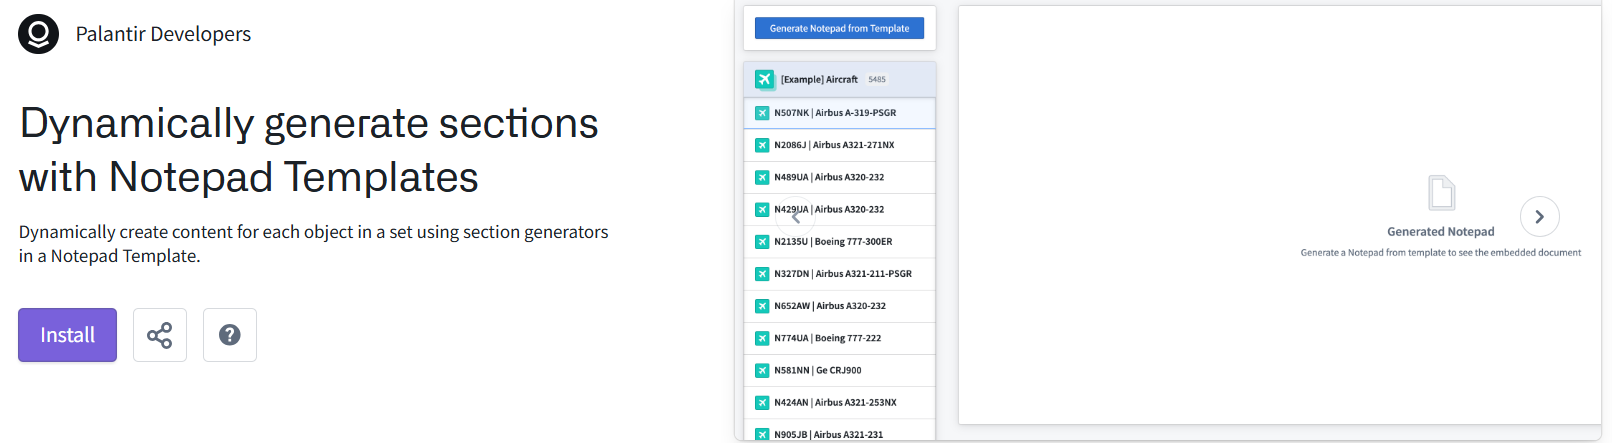 Palantir Developers
Dynamically generate sections
with Notepad Templates
Dynamically create content for each object in a set using section generators
in a Notepad Template.
Install
Generate Notepad from Template
[Example] Aircraft 5485
N507NK | Airbus A-319-PSGR
N2086J | Airbus A321-271NX
N489UA | Airbus A320-232
N429UA | Airbus A320-232
N2135U | Boeing 777-300ER
N327DN | Airbus A321-211-PSGR
N652AW | Airbus A320-232
N774UA | Boeing 777-222
N581NN | Ge CRJ900
N424AN | Airbus A321-253NX
N905JB | Airbus A321-231
Generated Notepad
Generate a Notepad from template to see the embedded document